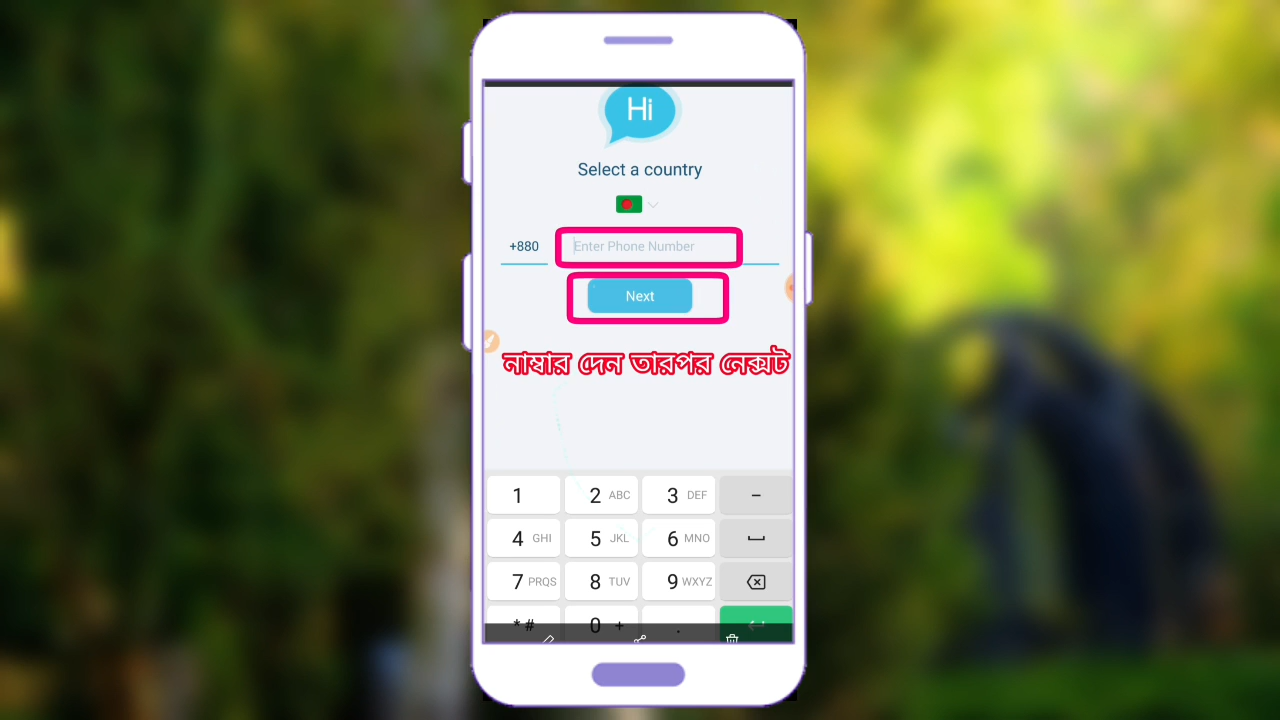 Hi
Select a country
+880 Enter Phone Number
Next
নাম্বার দেন তারপর নেক্সট
1 2 ABC 3 DEF -
4 GHI 5 JKL 6 MNO
7 PRQS 8 TUV 9 WXYZ
* # 0 + .